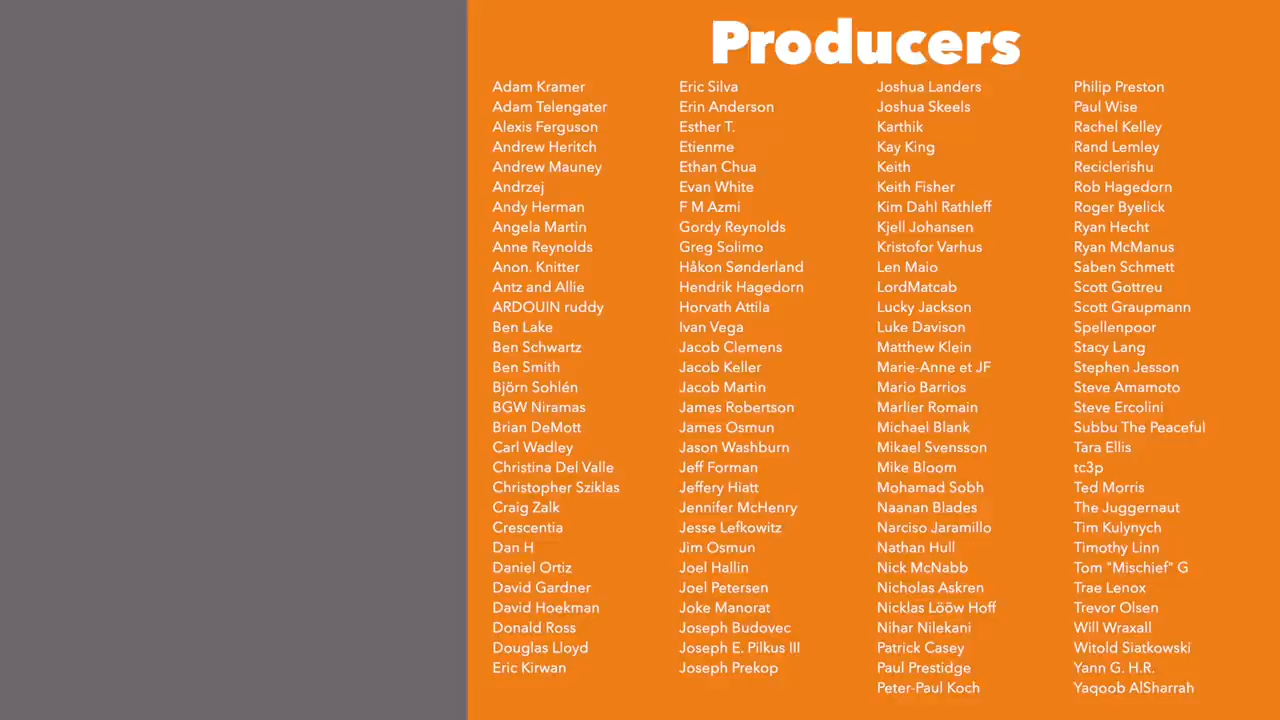 Producers
Adam Kramer
Adam Telengater
Alexis Ferguson
Andrew Heritch
Andrew Mauney
Andrzej
Andy Herman
Angela Martin
Anne Reynolds
Anon. Knitter
Antz and Allie
ARDOUIN ruddy
Ben Lake
Ben Schwartz
Ben Smith
Björn Sohlén
BGW Niramas
Brian DeMott
Carl Wadley
Christina Del Valle
Christopher Sziklas
Craig Zalk
Crescentia
Dan H
Daniel Ortiz
David Gardner
David Hoekman
Donald Ross
Douglas Lloyd
Eric Kirwan
Eric Silva
Erin Anderson
Esther T.
Etienme
Ethan Chua
Evan White
F M Azmi
Gordy Reynolds
Greg Solimo
Håkon Sønderland
Hendrik Hagedorn
Horvath Attila
Ivan Vega
Jacob Clemens
Jacob Keller
Jacob Martin
James Robertson
James Osmun
Jason Washburn
Jeff Forman
Jeffery Hiatt
Jennifer McHenry
Jesse Lefkowitz
Jim Osmun
Joel Hallin
Joel Petersen
Joke Manorat
Joseph Budovec
Joseph E. Pilkus III
Joseph Prekop
Joshua Landers
Joshua Skeels
Karthik
Kay King
Keith
Keith Fisher
Kim Dahl Rathleff
Kjell Johansen
Kristofor Varhus
Len Maio
LordMatcab
Lucky Jackson
Luke Davison
Matthew Klein
Marie-Anne et JF
Mario Barrios
Marlier Romain
Michael Blank
Mikael Svensson
Mike Bloom
Mohamad Sobh
Naanan Blades
Narciso Jaramillo
Nathan Hull
Nick McNabb
Nicholas Askren
Nicklas Lööw Hoff
Nihar Nilekani
Patrick Casey
Paul Prestidge
Peter-Paul Koch
Philip Preston
Paul Wise
Rachel Kelley
Rand Lemley
Reciclerishu
Rob Hagedorn
Roger Byelick
Ryan Hecht
Ryan McManus
Saben Schmett
Scott Gottreu
Scott Graupmann
Spellenpoor
Stacy Lang
Stephen Jesson
Steve Amamoto
Steve Ercolini
Subbu The Peaceful
Tara Ellis
tc3p
Ted Morris
The Juggernaut
Tim Kulynych
Timothy Linn
Tom "Mischief" G
Trae Lenox
Trevor Olsen
Will Wraxall
Witold Siatkowski
Yann G. H.R.
Yaqoob AlSharrah